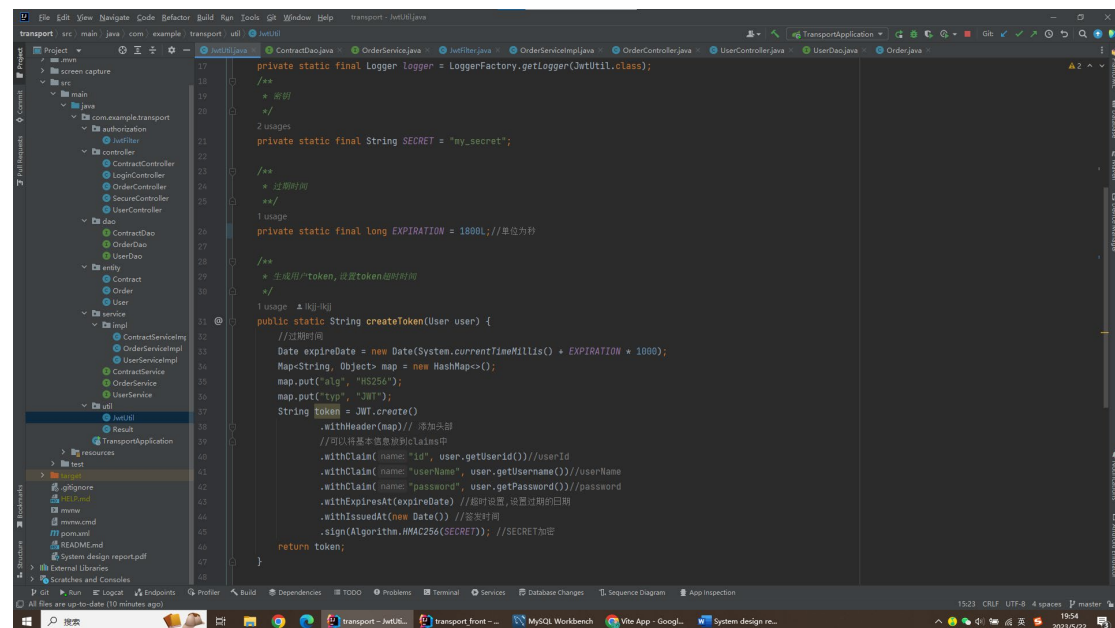 File Edit View Navigate Code Refactor Build Run Tools Git Window Help transport - JwtUtil.java
transport src main java com example transport util JwtUtil TransportApplication Git:
Project JwtUtil.java ContractDao.java OrderService.java JwtFilter.java OrderServiceImpl.java OrderController.java UserController.java UserDao.java Order.java
.mvn
screen capture
src
main
java
com.example.transport
authorization
JwtFilter
controller
ContractController
LoginController
OrderController
SecureController
UserController
dao
ContractDao
OrderDao
UserDao
entity
Contract
Order
User
service
impl
ContractServiceImp
OrderServiceImpl
UserServiceImpl
ContractService
OrderService
UserService
util
JwtUtil
Result
TransportApplication
resources
test
target
.gitignore
HELP.md
mvnw
mvnw.cmd
pom.xml
README.md
System design report.pdf
External Libraries
Scratches and Consoles
Project
Commit
Pull Requests
Bookmarks
Structure
17 private static final Logger logger = LoggerFactory.getLogger(JwtUtil.class); 2
18 /**
19 * 密钥
20 */
2 usages
21 private static final String SECRET = "my_secret";
22
23 /**
24 * 过期时间
25 **/
1 usage
26 private static final long EXPIRATION = 1800L;//单位为秒
27
28 /**
29 * 生成用户token,设置token超时时间
30 */
1 usage lkjj-lkjj
31 @ public static String createToken(User user) {
32 //过期时间
33 Date expireDate = new Date(System.currentTimeMillis() + EXPIRATION * 1000);
34 Map<String, Object> map = new HashMap<>();
35 map.put("alg", "HS256");
36 map.put("typ", "JWT");
37 String token = JWT.create()
38 .withHeader(map)// 添加头部
39 //可以将基本信息放到claims中
40 .withClaim( name: "id", user.getUserid())//userId
41 .withClaim( name: "userName", user.getUsername())//userName
42 .withClaim( name: "password", user.getPassword())//password
43 .withExpiresAt(expireDate) //超时设置,设置过期的日期
44 .withIssuedAt(new Date()) //签发时间
45 .sign(Algorithm.HMAC256(SECRET)); //SECRET加密
46 return token;
47 }
48
Git Run Logcat Endpoints Profiler Build Dependencies TODO Problems Terminal Services Database Changes Sequence Diagram App Inspection
All files are up-to-date (10 minutes ago) 15:23 CRLF UTF-8 4 spaces master
搜索 transport – JwtUti... transport_front – ... MySQL Workbench Vite App - Googl... System design re... 英 19:54
2023/5/22